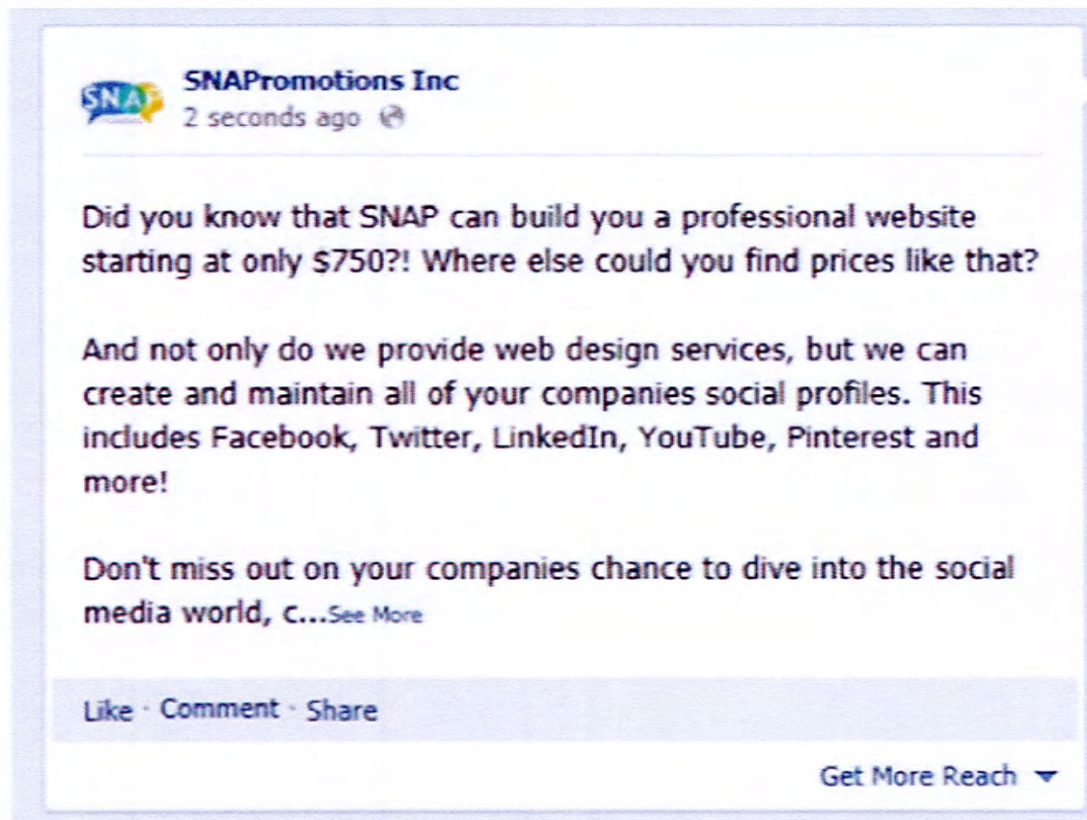 SNAP
SNAPromotions Inc
2 seconds ago
Did you know that SNAP can build you a professional website
starting at only $750?! Where else could you find prices like that?
And not only do we provide web design services, but we can
create and maintain all of your companies social profiles. This
includes Facebook, Twitter, LinkedIn, YouTube, Pinterest and
more!
Don't miss out on your companies chance to dive into the social
media world, c...See More
Like · Comment · Share
Get More Reach